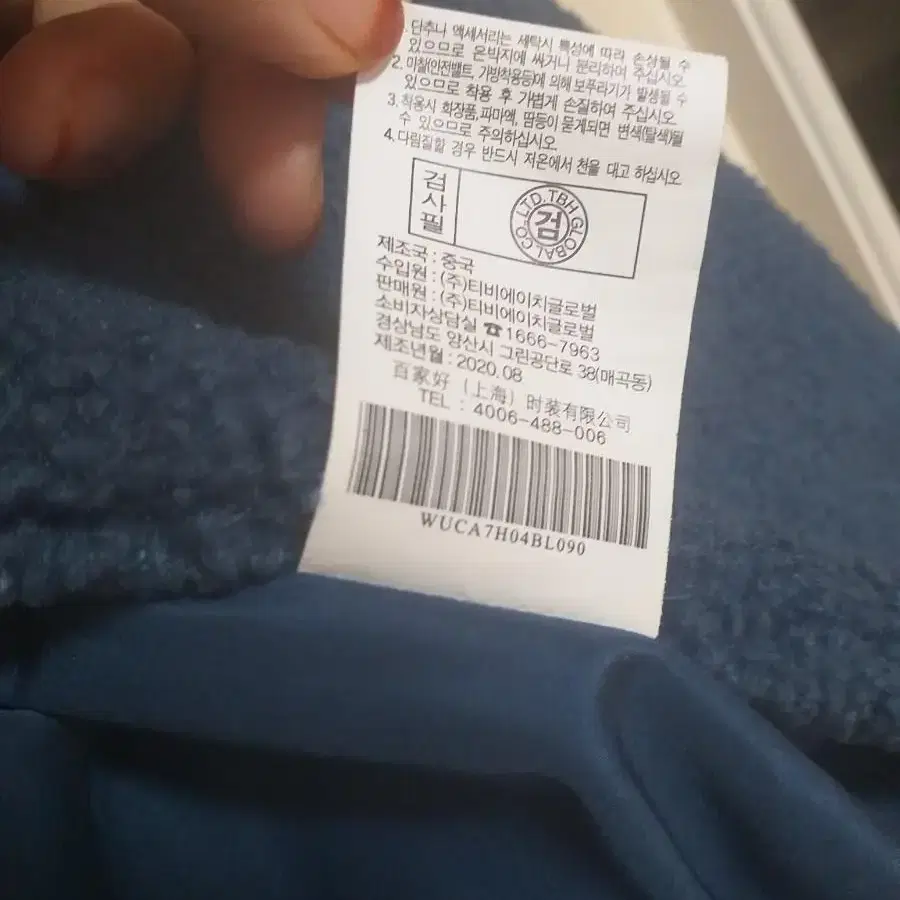 1.단추나 액세서리는 세탁시 특성에 따라 손상될 수
있으므로 은박지에 싸거나 분리하여 주십시오.
2. 마찰(안전밸트, 가방착용등)에 의해 보푸라기가 발생될 수
있으므로 착용 후 가볍게 손질하여 주십시오.
3.착용시 화장품,파마액, 땀등이 묻게되면 변색(탈색)될
수 있으므로 주의하십시오.
4.다림질할 경우 반드시 저온에서 천을 대고 하십시오.
검사필
CO.,LTD.TBH GLOBAL
검
제조국 : 중국
수입원 : (주)티비에이치글로벌
판매원 : (주)티비에이치글로벌
소비자상담실 ☎1666-7963
경상남도 양산시 그린공단로 38(매곡동)
제조년월 : 2020.08
百家好（上海）时装有限公司
TEL : 4006-488-006
WUCA7H04BL090